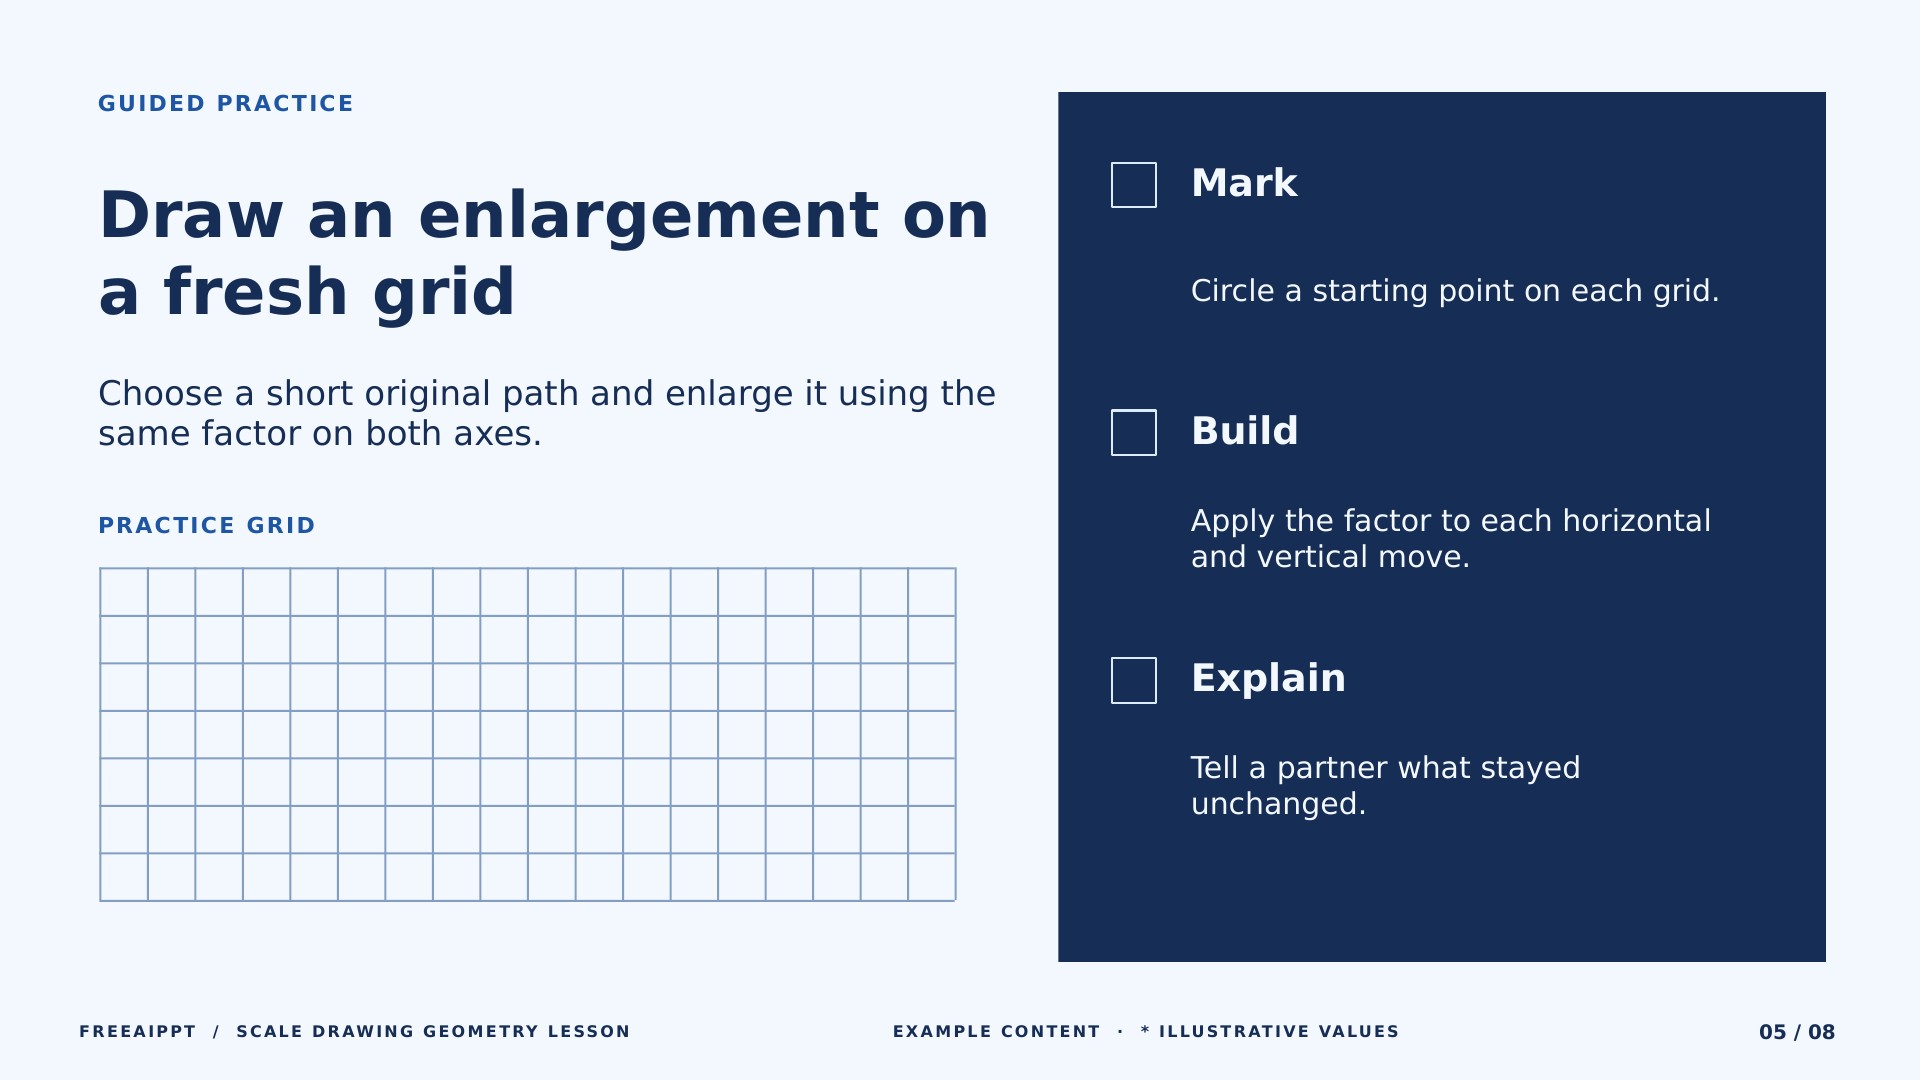 GUIDED PRACTICE
Draw an enlargement on
a fresh grid
Choose a short original path and enlarge it using the
same factor on both axes.
PRACTICE GRID
Mark
Circle a starting point on each grid.
Build
Apply the factor to each horizontal
and vertical move.
Explain
Tell a partner what stayed
unchanged.
FREEAIPPT / SCALE DRAWING GEOMETRY LESSON
EXAMPLE CONTENT · * ILLUSTRATIVE VALUES
05 / 08